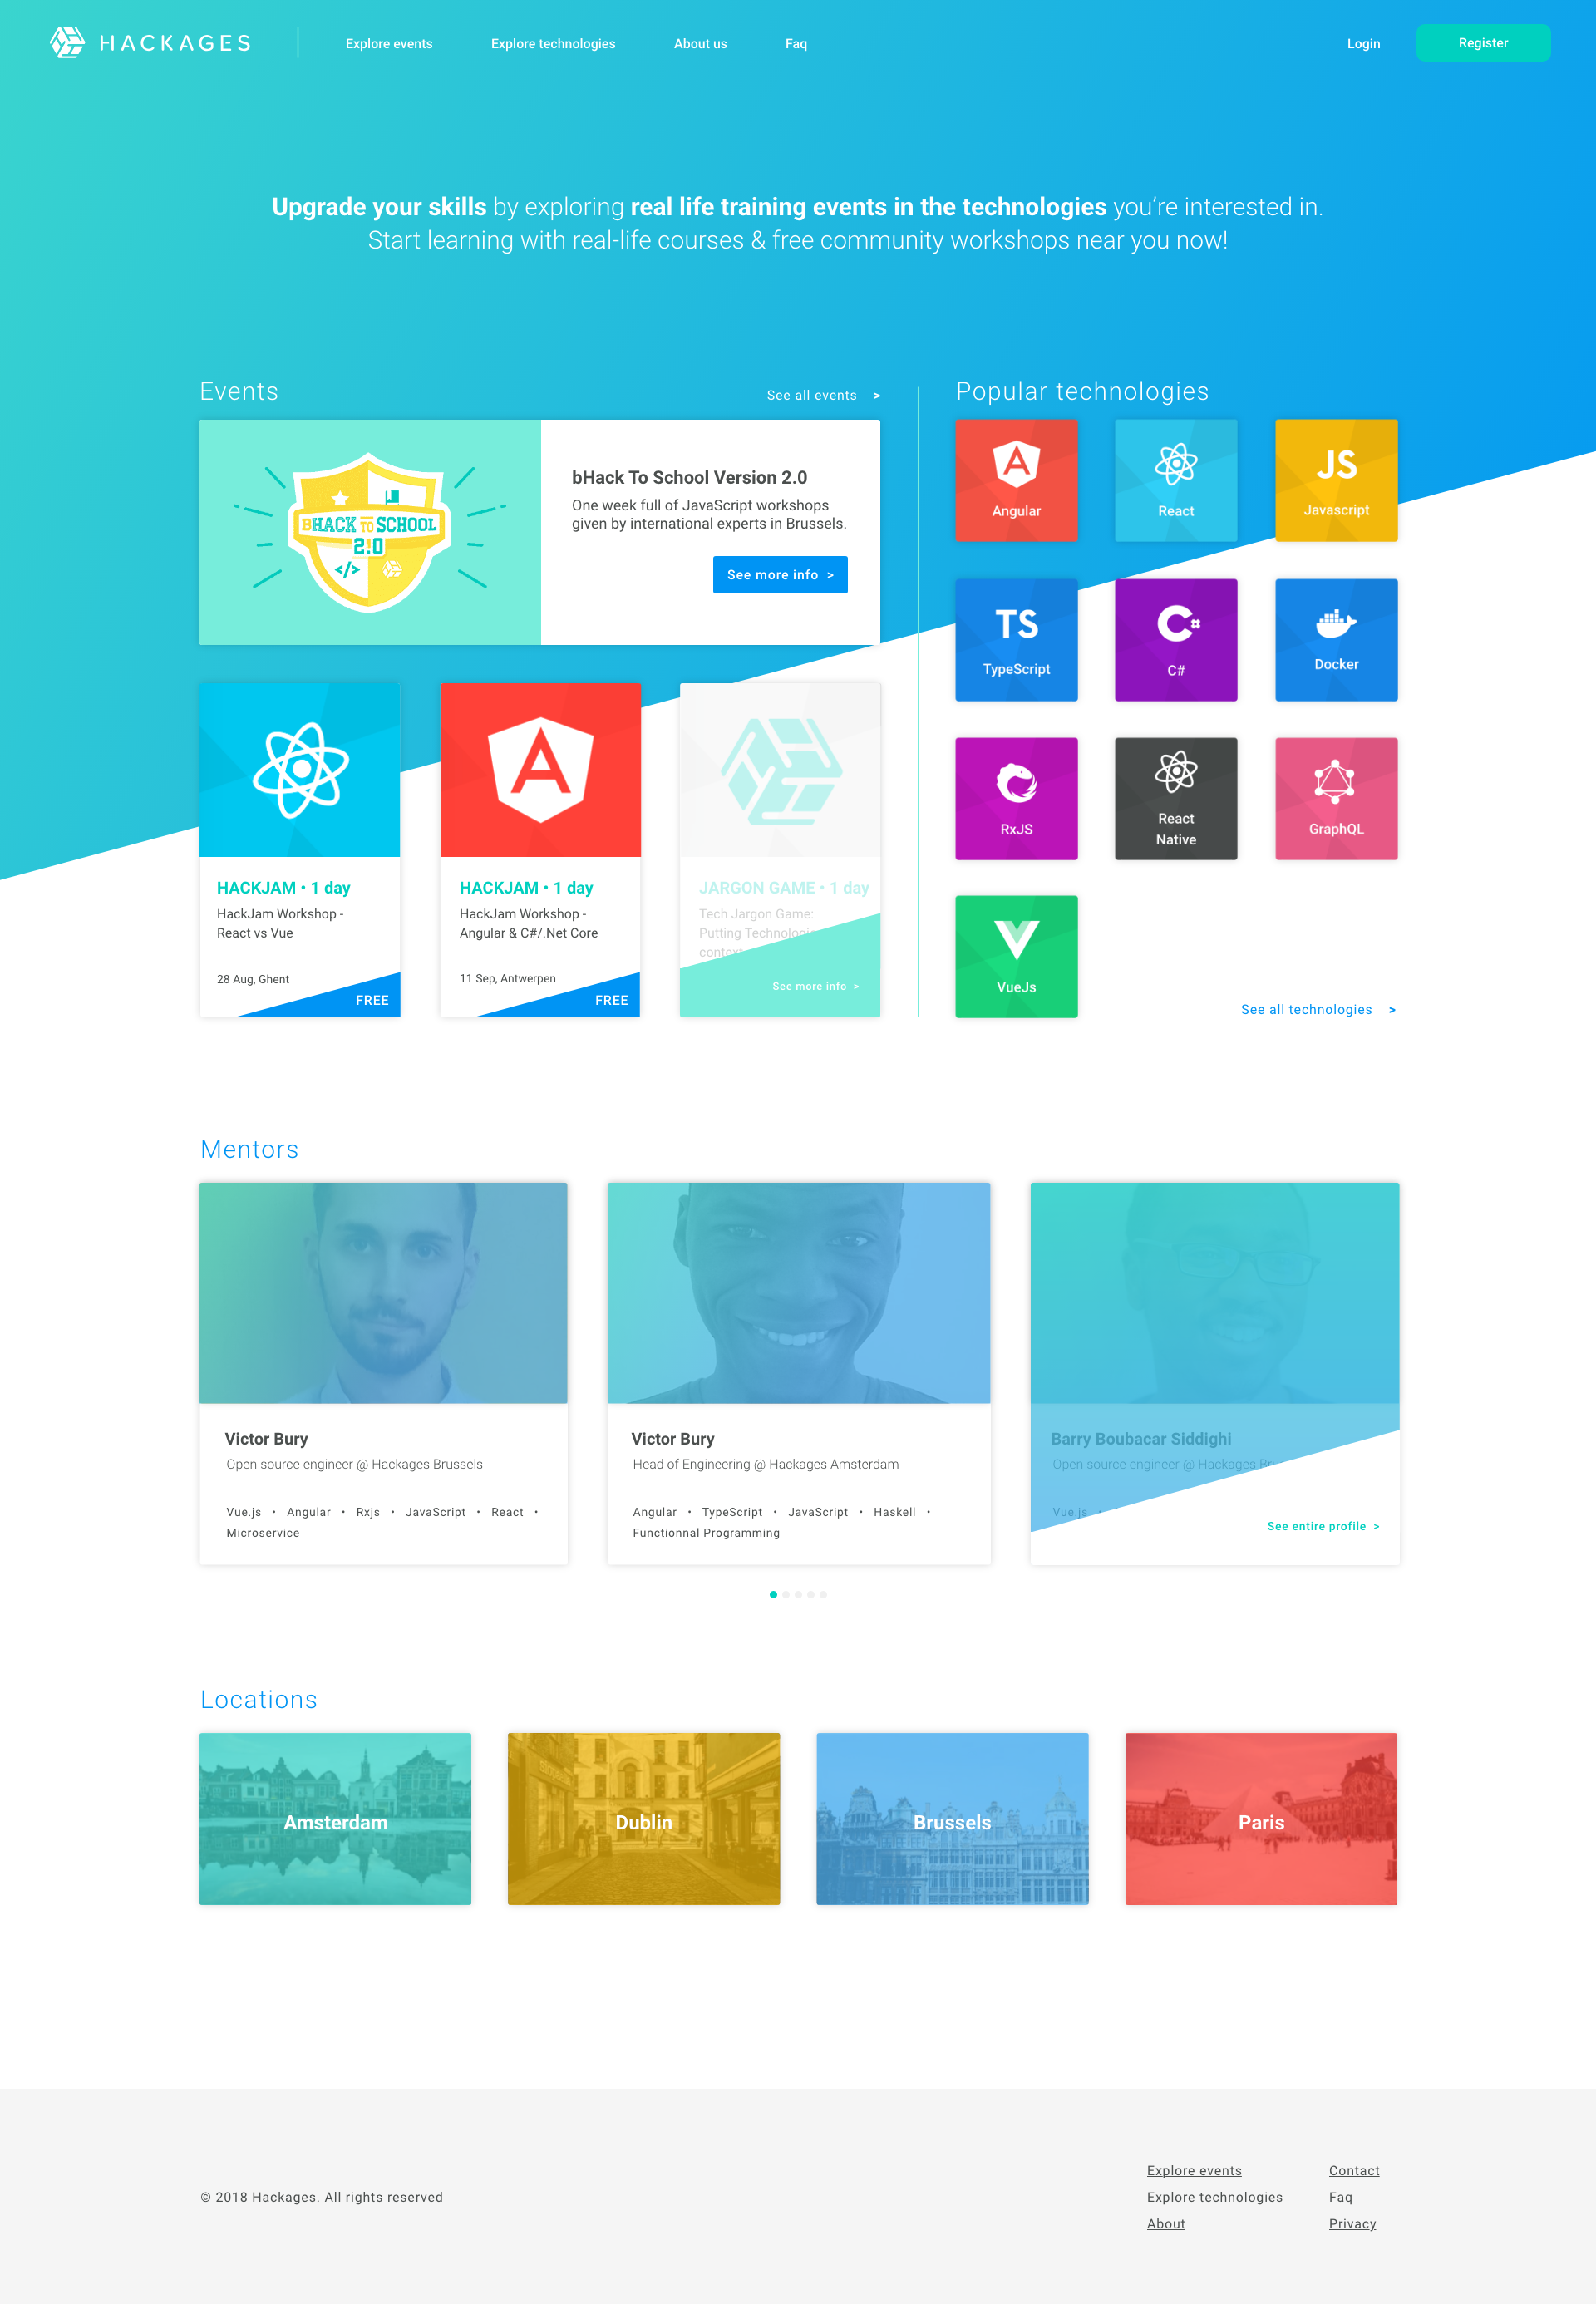 HACKAGES
Explore events
Explore technologies
About us
Faq
Login
Register
Upgrade your skills by exploring real life training events in the technologies you’re interested in.
Start learning with real-life courses & free community workshops near you now!
Events
See all events >
BHACK TO SCHOOL
2.0
</>
bHack To School Version 2.0
One week full of JavaScript workshops
given by international experts in Brussels.
See more info >
HACKJAM • 1 day
HackJam Workshop -
React vs Vue
28 Aug, Ghent
FREE
HACKJAM • 1 day
HackJam Workshop -
Angular & C#/.Net Core
11 Sep, Antwerpen
FREE
JARGON GAME • 1 day
Tech Jargon Game:
Putting
context
See more info >
Popular technologies
A
Angular
React
JS
Javascript
TS
TypeScript
C#
C#
Docker
RxJS
React
Native
GraphQL
VueJs
See all technologies >
Mentors
Victor Bury
Open source engineer @ Hackages Brussels
Vue.js • Angular • Rxjs • JavaScript • React •
Microservice
Victor Bury
Head of Engineering @ Hackages Amsterdam
Angular • TypeScript • JavaScript • Haskell •
Functionnal Programming
Barry Boubacar Siddighi
Open source engineer @ Hackages
Vue.js •
See entire profile >
Locations
Amsterdam
Dublin
Brussels
Paris
© 2018 Hackages. All rights reserved
Explore events
Explore technologies
About
Contact
Faq
Privacy